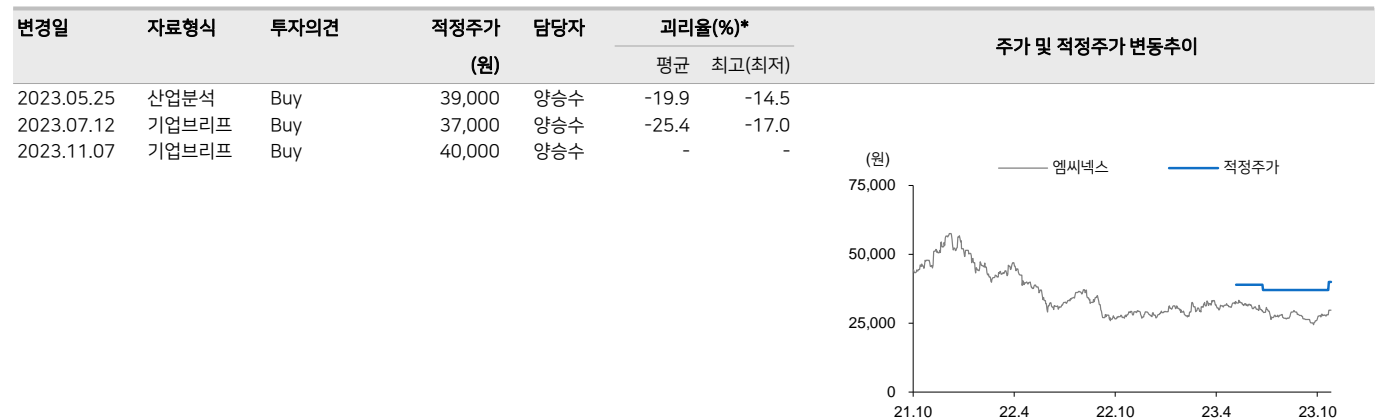 변경일 자료형식 투자의견 적정주가 담당자 괴리율(%)* 주가 및 적정주가 변동추이
(원) 평균 최고(최저)
2023.05.25 산업분석 Buy 39,000 양승수 -19.9 -14.5
2023.07.12 기업브리프 Buy 37,000 양승수 -25.4 -17.0
2023.11.07 기업브리프 Buy 40,000 양승수 - -
(원) 엠씨넥스 적정주가
75,000
50,000
25,000
0
21.10 22.4 22.10 23.4 23.10